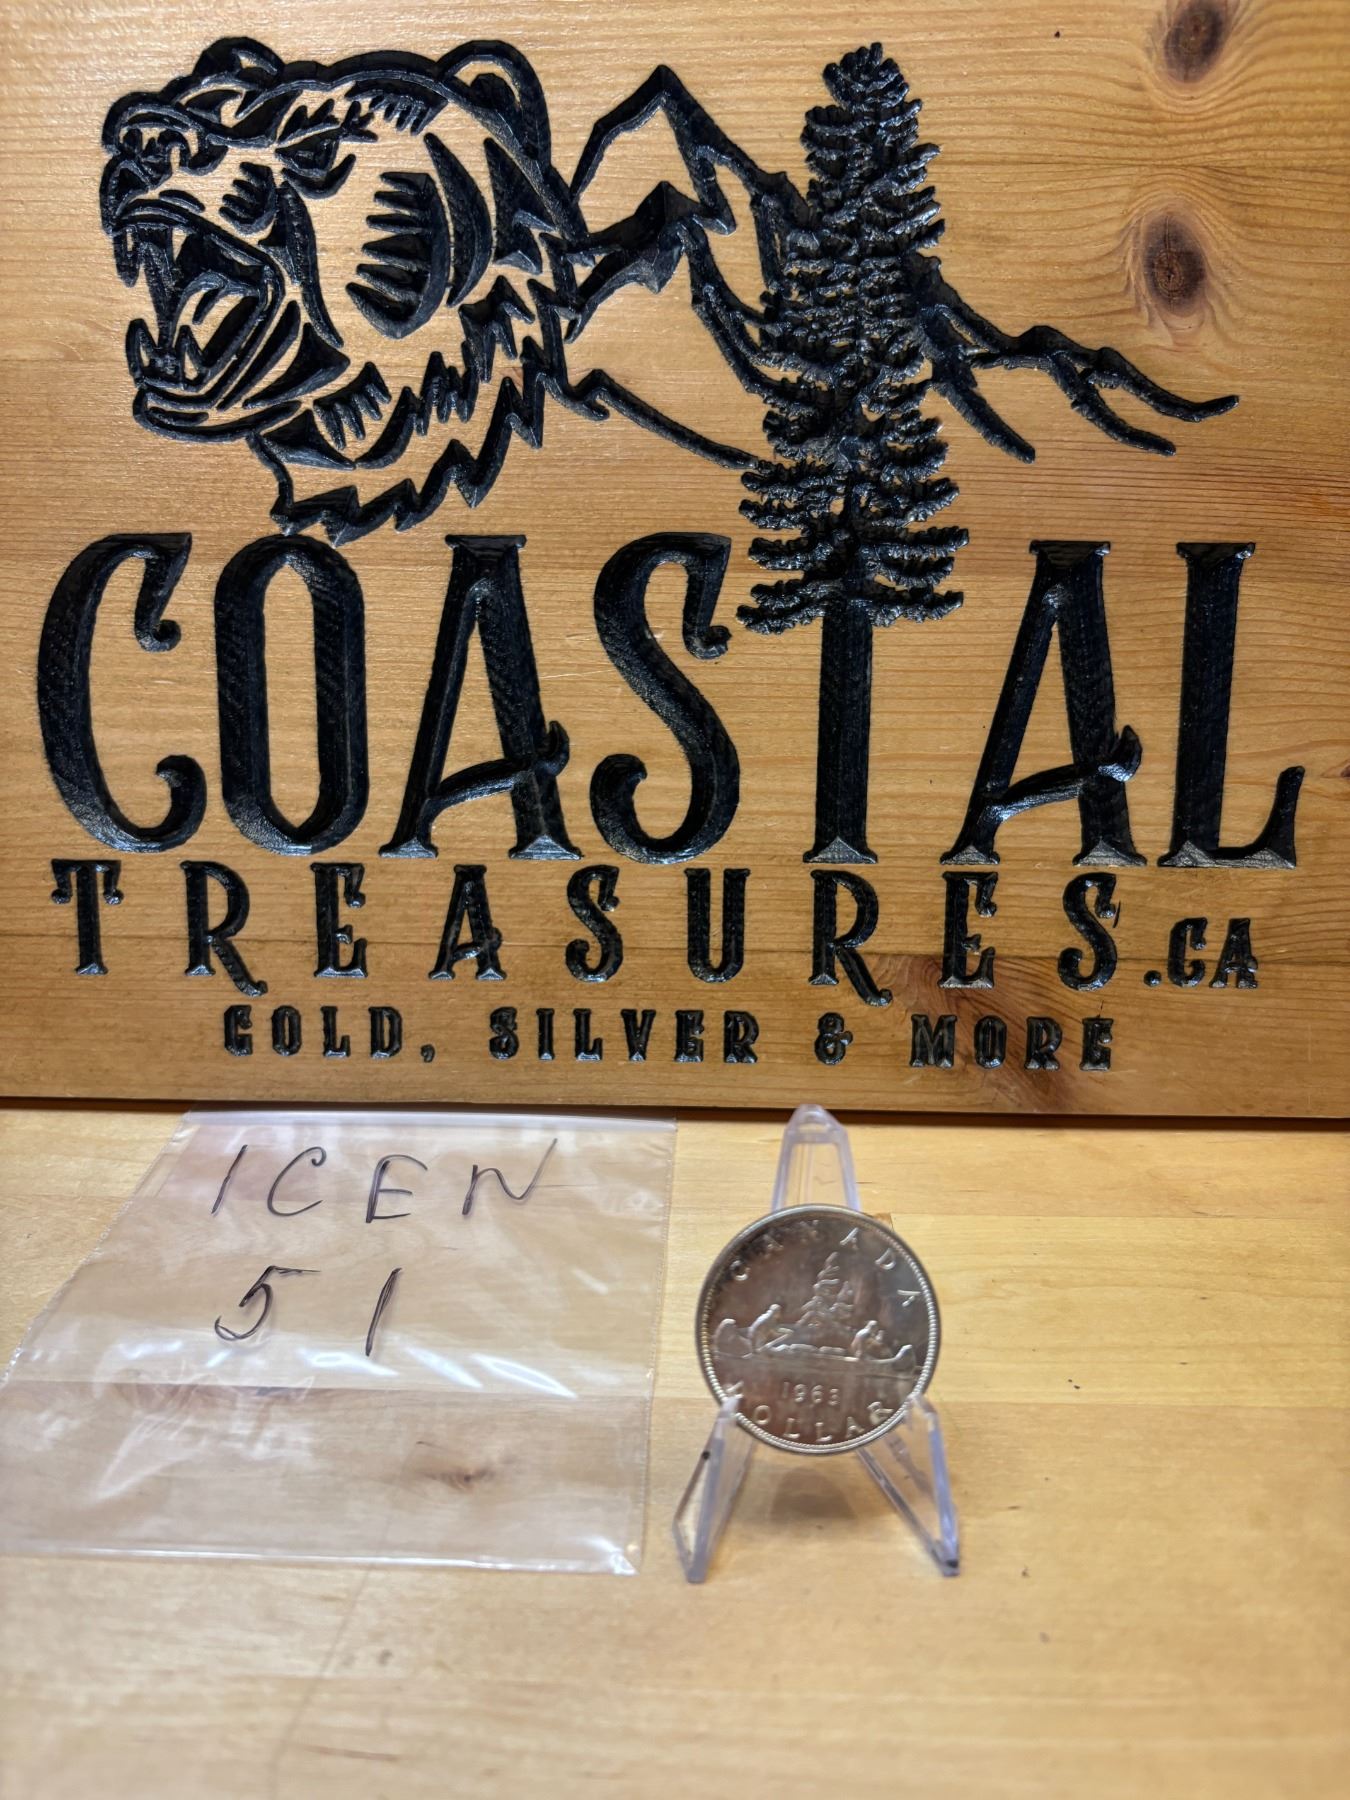 COASTAL
TREASURES.CA
GOLD, SILVER & MORE
ICEN
51
CANADA
1963
DOLLAR